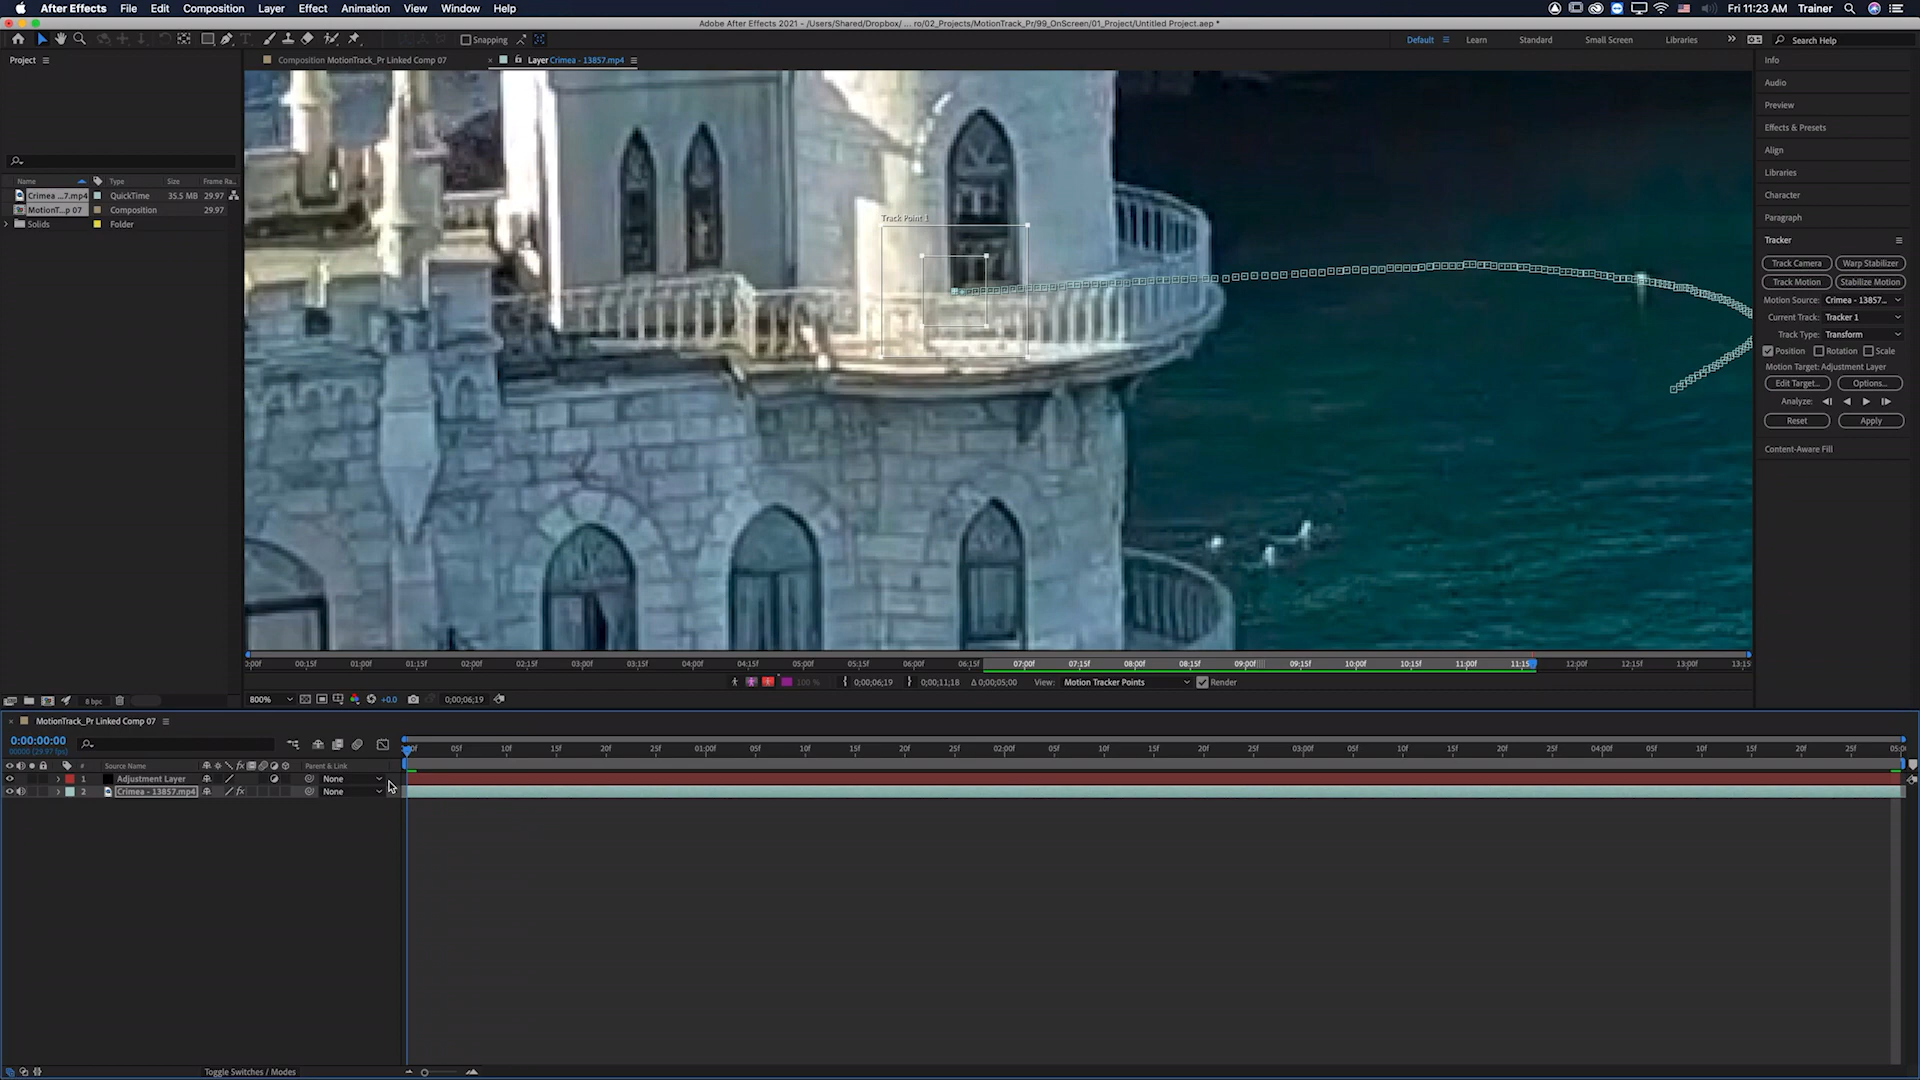 After Effects File Edit Composition Layer Effect Animation View Window Help Fri 11:23 AM Trainer
Adobe After Effects 2021 - /Users/Shared/Dropbox/ ... ro/02_Projects/MotionTrack_Pr/99_OnScreen/01_Project/Untitled Project.aep *
Snapping Default Learn Standard Small Screen Libraries Search Help
Project Composition MotionTrack_Pr Linked Comp 07 Layer Crimea - 13857.mp4 Info
Audio
Preview
Effects & Presets
Align
Libraries
Character
Paragraph
Name Type Size Frame Ra...
Crimea ...7.mp4 QuickTime 35.5 MB 29.97
MotionT...p 07 Composition 29.97
Solids Folder
Track Point 1
Tracker
Track Camera Warp Stabilizer
Track Motion Stabilize Motion
Motion Source: Crimea - 13857...
Current Track: Tracker 1
Track Type: Transform
Position Rotation Scale
Motion Target: Adjustment Layer
Edit Target... Options...
Analyze:
Reset Apply
Content-Aware Fill
:00f 00:15f 01:00f 01:15f 02:00f 02:15f 03:00f 03:15f 04:00f 04:15f 05:00f 05:15f 06:00f 06:15f 07:00f 07:15f 08:00f 08:15f 09:00f 09:15f 10:00f 10:15f 11:00f 11:15 12:00f 12:15f 13:00f 13:15f
100 % 0;00;06;19 0;00;11;18 Δ 0;00;05;00 View: Motion Tracker Points Render
8 bpc 800% +0.0 0;00;06;19
MotionTrack_Pr Linked Comp 07
0:00:00:00
00000 (29.97 fps)
:00f 05f 10f 15f 20f 25f 01:00f 05f 10f 15f 20f 25f 02:00f 05f 10f 15f 20f 25f 03:00f 05f 10f 15f 20f 25f 04:00f 05f 10f 15f 20f 25f 05:0
# Source Name Parent & Link
1 Adjustment Layer None
2 Crimea - 13857.mp4 None
Toggle Switches / Modes